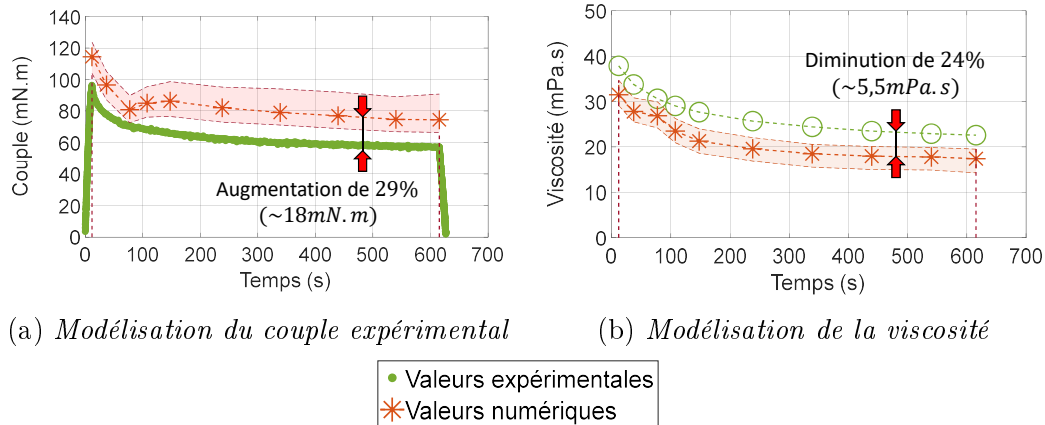 140
120
100
80
60
40
20
0
Couple (mN.m)
Augmentation de 29%
(~18mN.m)
0 100 200 300 400 500 600 700
Temps (s)
(a) Modélisation du couple expérimental
50
40
30
20
10
0
Viscosité (mPa.s)
Diminution de 24%
(~5,5mPa.s)
0 100 200 300 400 500 600 700
Temps (s)
(b) Modélisation de la viscosité
Valeurs expérimentales
Valeurs numériques